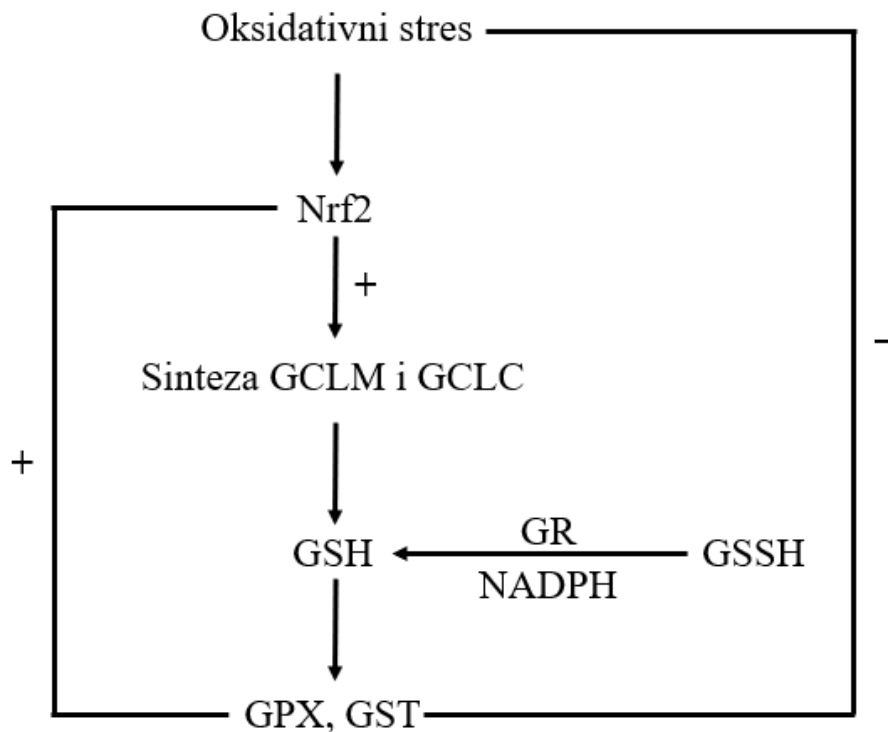 Oksidativni stres
Nrf2
+
Sinteza GCLM i GCLC
+
–
GSH
GR
NADPH
GSSH
GPX, GST